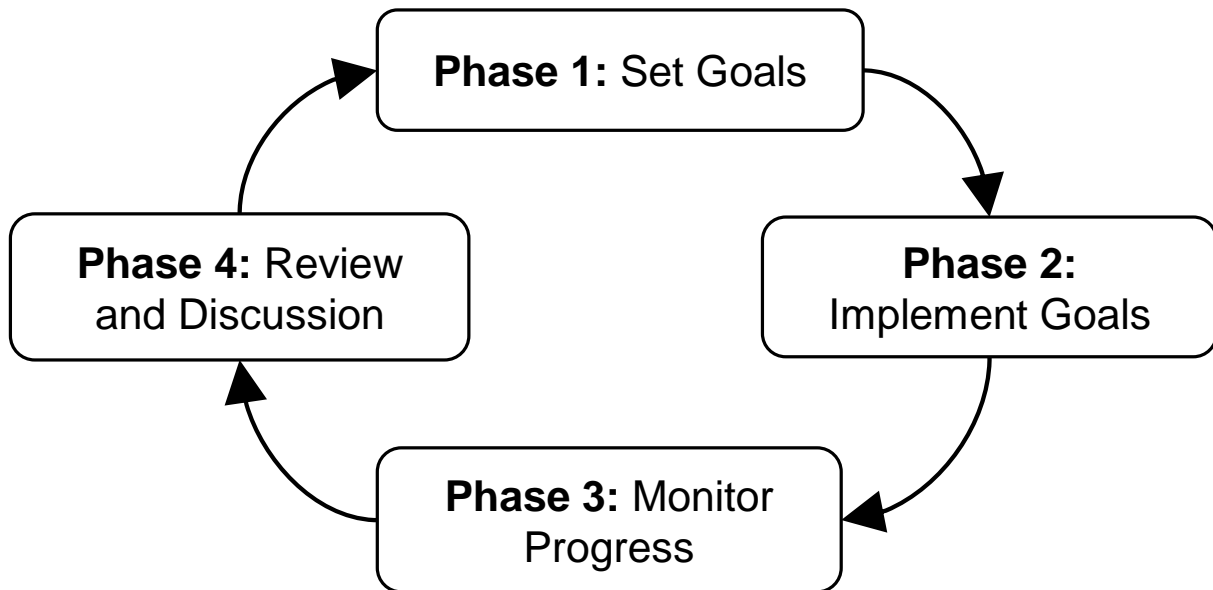 Phase 1: Set Goals
Phase 2:
Implement Goals
Phase 3: Monitor
Progress
Phase 4: Review
and Discussion